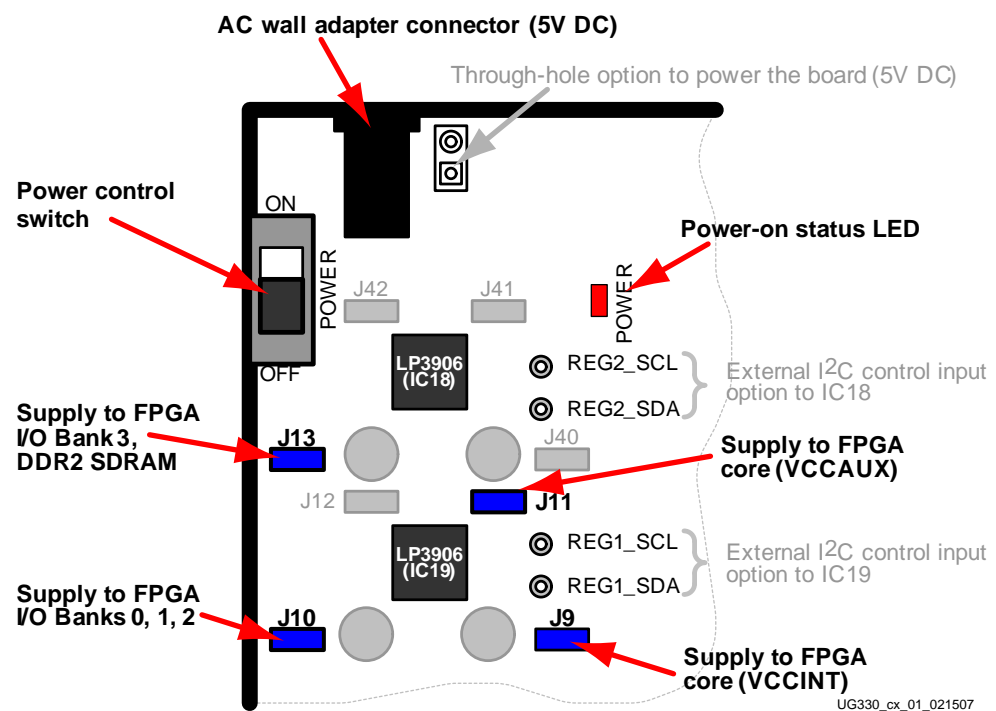 AC wall adapter connector (5V DC)
Through-hole option to power the board (5V DC)
Power control
switch
ON
POWER
OFF
Power-on status LED
POWER
J42
J41
LP3906
(IC18)
REG2_SCL
REG2_SDA
External I2C control input
option to IC18
Supply to FPGA
I/O Bank 3,
DDR2 SDRAM
J13
J40
Supply to FPGA
core (VCCAUX)
J12
J11
LP3906
(IC19)
REG1_SCL
REG1_SDA
External I2C control input
option to IC19
Supply to FPGA
I/O Banks 0, 1, 2
J10
J9
Supply to FPGA
core (VCCINT)
UG330_cx_01_021507